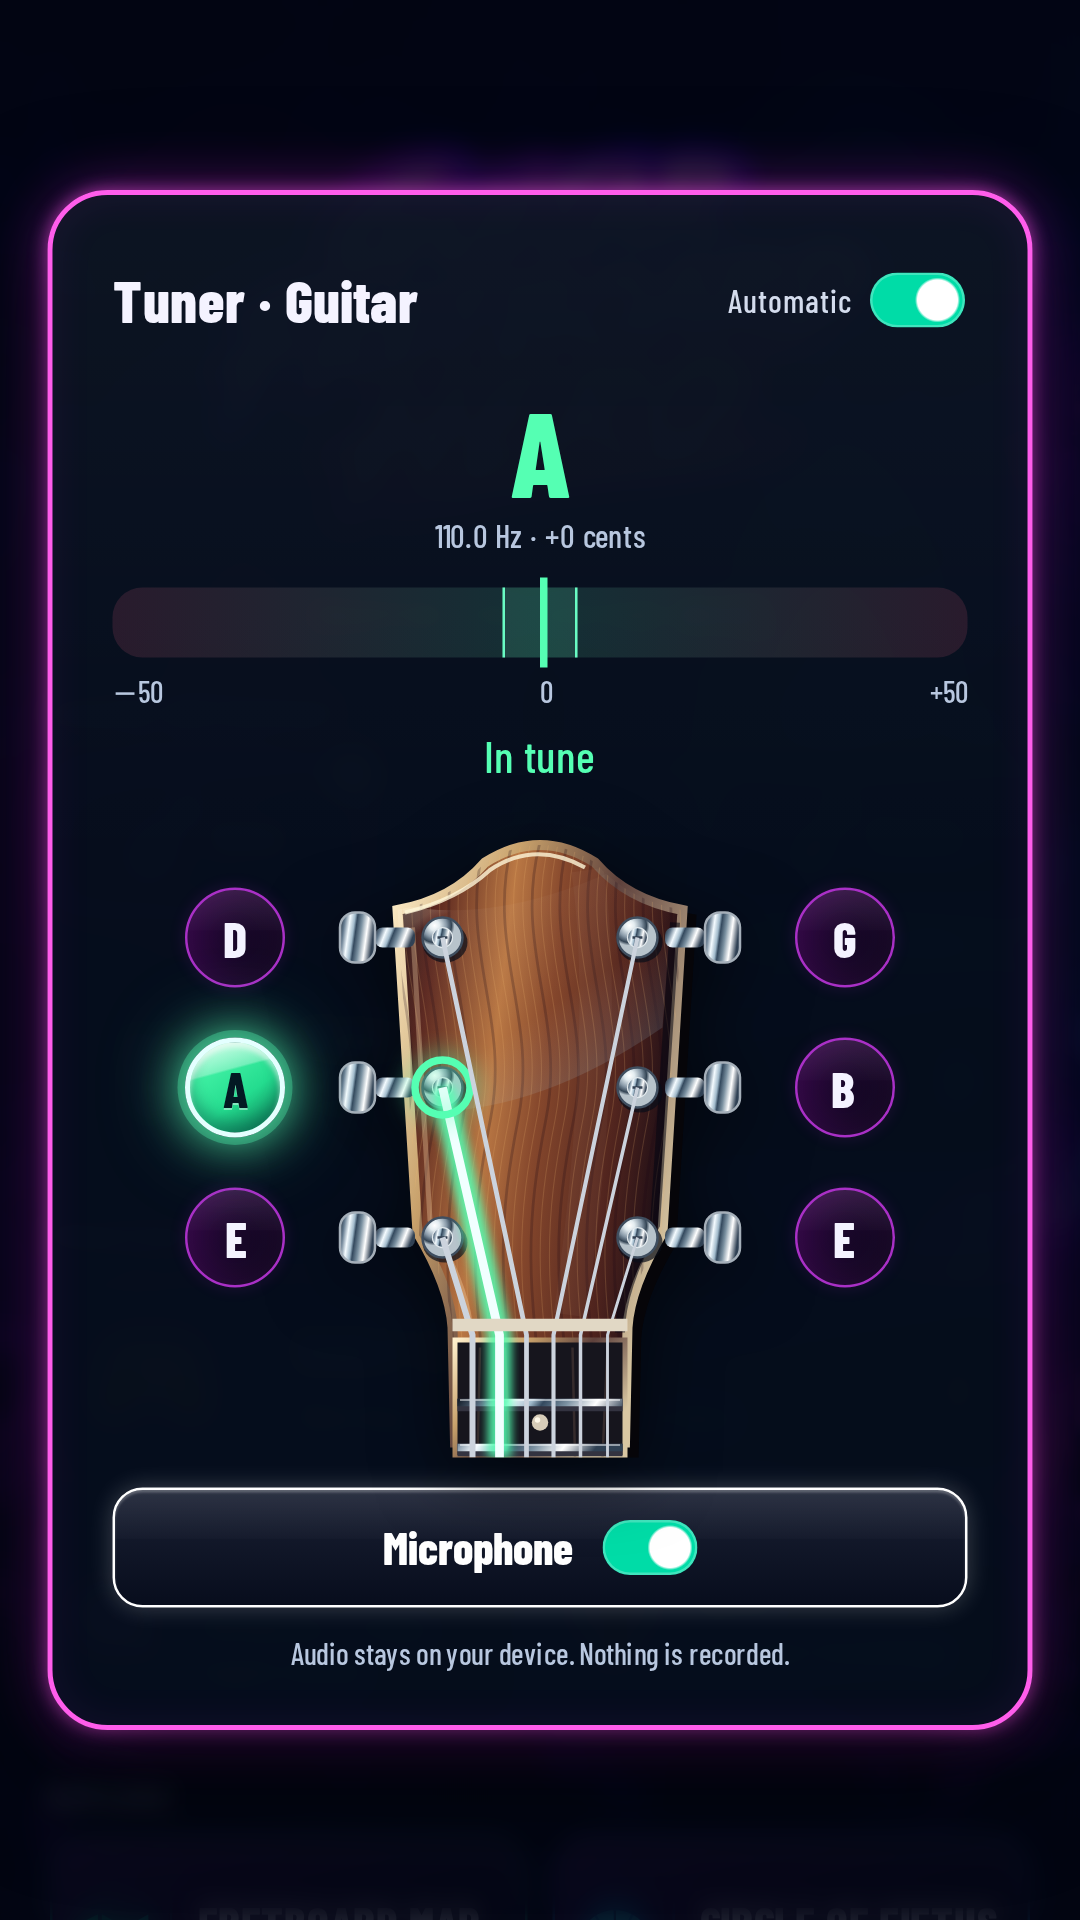 Tuner · Guitar
Automatic
A
110.0 Hz · +0 cents
−50 0 +50
In tune
D G
A B
E E
Microphone
Audio stays on your device. Nothing is recorded.